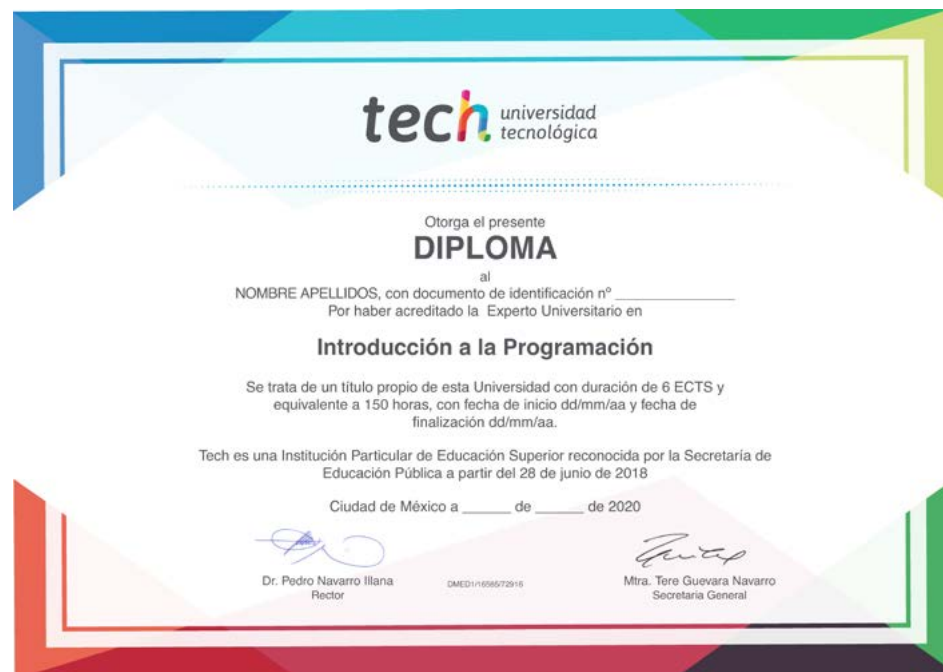 tech universidad
tecnológica
Otorga el presente
DIPLOMA
al
NOMBRE APELLIDOS, con documento de identificación nº ________________
Por haber acreditado la Experto Universitario en
Introducción a la Programación
Se trata de un título propio de esta Universidad con duración de 6 ECTS y
equivalente a 150 horas, con fecha de inicio dd/mm/aa y fecha de
finalización dd/mm/aa.
Tech es una Institución Particular de Educación Superior reconocida por la Secretaría de
Educación Pública a partir del 28 de junio de 2018
Ciudad de México a ______ de ______ de 2020
Dr. Pedro Navarro Illana
Rector
DMED1/16565/72916
Mtra. Tere Guevara Navarro
Secretaria General